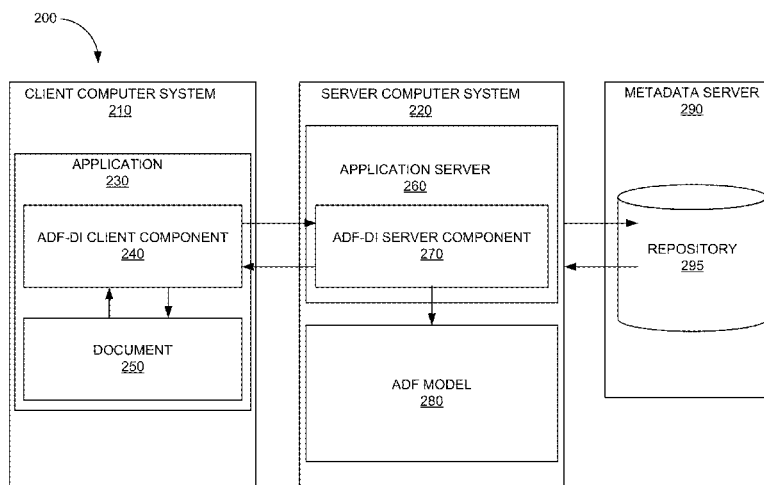 200
CLIENT COMPUTER SYSTEM
210
APPLICATION
230
ADF-DI CLIENT COMPONENT
240
DOCUMENT
250
SERVER COMPUTER SYSTEM
220
APPLICATION SERVER
260
ADF-DI SERVER COMPONENT
270
ADF MODEL
280
METADATA SERVER
290
REPOSITORY
295